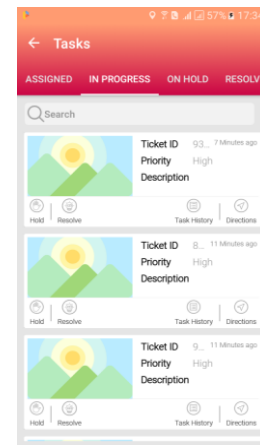 57% 17:34
← Tasks
ASSIGNED IN PROGRESS ON HOLD RESOLV
Search
Ticket ID 93... 7 Minutes ago
Priority High
Description
Hold Resolve Task History Directions
Ticket ID 8... 11 Minutes ago
Priority High
Description
Hold Resolve Task History Directions
Ticket ID 9... 11 Minutes ago
Priority High
Description
Hold Resolve Task History Directions